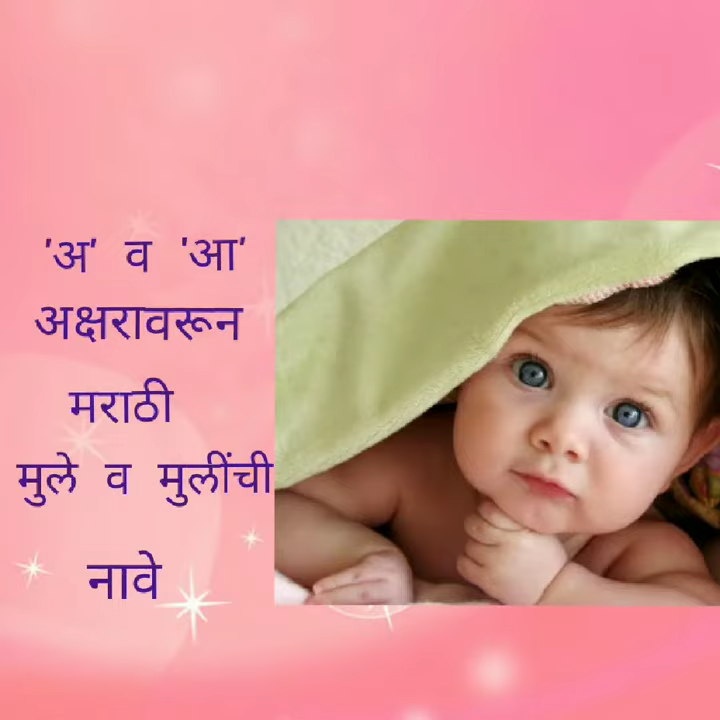 'अ' व 'आ'
अक्षरावरून
मराठी
मुले व मुलींची
नावे